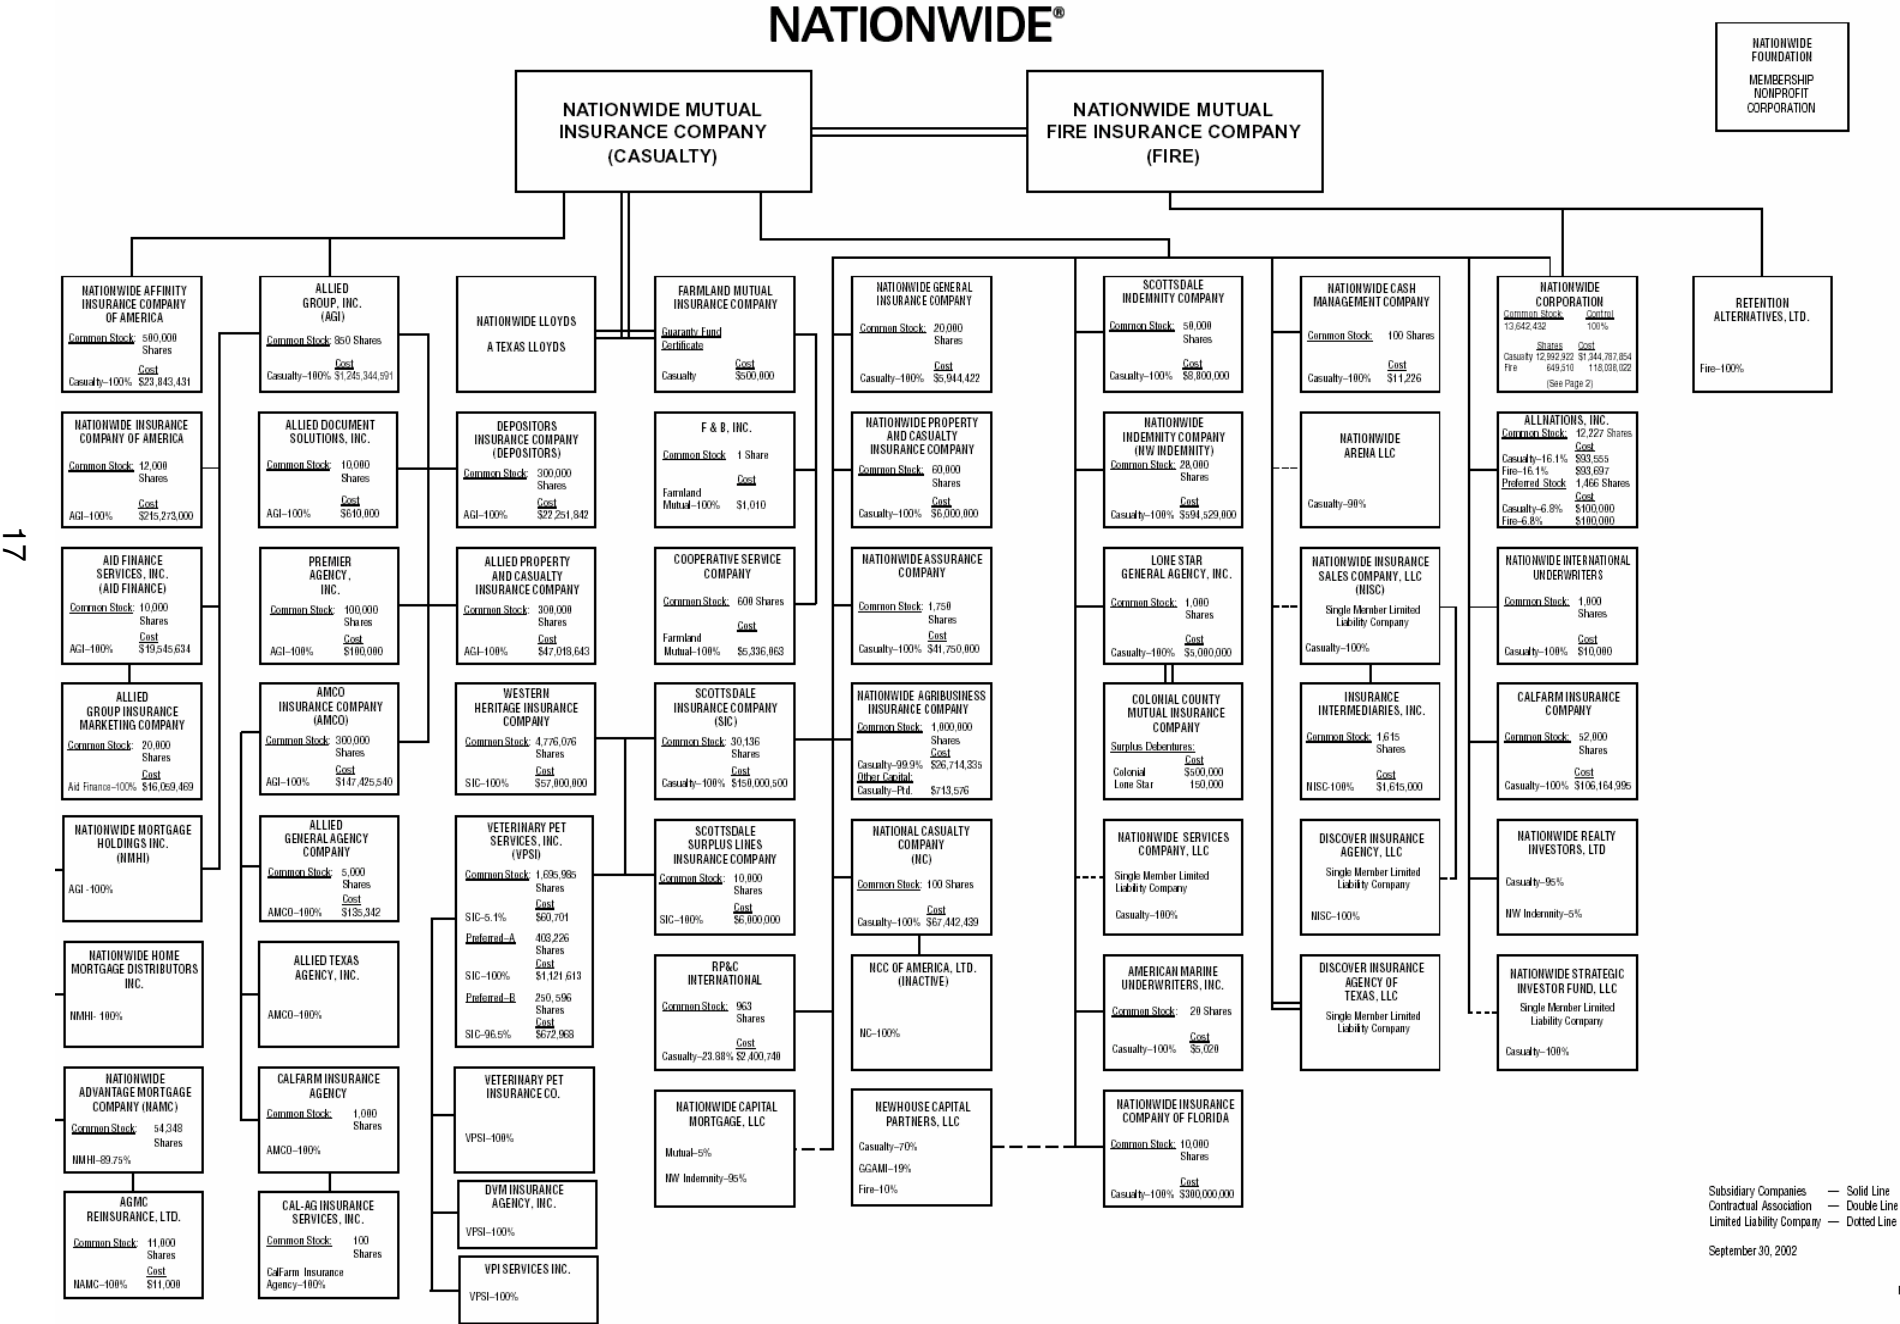 NATIONWIDE®
NATIONWIDE
FOUNDATION
MEMBERSHIP
NONPROFIT
CORPORATION
NATIONWIDE MUTUAL
INSURANCE COMPANY
(CASUALTY)
NATIONWIDE MUTUAL
FIRE INSURANCE COMPANY
(FIRE)
NATIONWIDE AFFINITY
INSURANCE COMPANY
OF AMERICA
Common Stock: 500,000
Shares
Cost
Casualty–100% $23,843,431
ALLIED
GROUP, INC.
(AGI)
Common Stock: 850 Shares
Cost
Casualty–100% $1,245,344,591
NATIONWIDE LLOYDS
A TEXAS LLOYDS
FARMLAND MUTUAL
INSURANCE COMPANY
Guaranty Fund
Certificate
Cost
Casualty $500,000
NATIONWIDE GENERAL
INSURANCE COMPANY
Common Stock: 20,000
Shares
Cost
Casualty–100% $5,944,422
SCOTTSDALE
INDEMNITY COMPANY
Common Stock: 50,000
Shares
Cost
Casualty–100% $8,800,000
NATIONWIDE CASH
MANAGEMENT COMPANY
Common Stock: 100 Shares
Cost
Casualty–100% $11,226
NATIONWIDE
CORPORATION
Common Stock: Control
13,642,432 100%
Shares Cost
Casualty 12,992,922 $1,344,787,854
Fire 649,510 118,038,022
(See Page 2)
RETENTION
ALTERNATIVES, LTD.
Fire–100%
NATIONWIDE INSURANCE
COMPANY OF AMERICA
Common Stock: 12,000
Shares
Cost
AGI–100% $215,273,000
ALLIED DOCUMENT
SOLUTIONS, INC.
Common Stock: 10,000
Shares
Cost
AGI–100% $610,000
DEPOSITORS
INSURANCE COMPANY
(DEPOSITORS)
Common Stock: 300,000
Shares
Cost
AGI–100% $22,251,842
F & B, INC.
Common Stock 1 Share
Cost
Farmland
Mutual–100% $1,010
NATIONWIDE PROPERTY
AND CASUALTY
INSURANCE COMPANY
Common Stock: 60,000
Shares
Cost
Casualty–100% $6,000,000
NATIONWIDE
INDEMNITY COMPANY
(NW INDEMNITY)
Common Stock: 28,000
Shares
Cost
Casualty–100% $594,529,000
NATIONWIDE
ARENA LLC
Casualty–90%
ALLNATIONS, INC.
Common Stock: 12,227 Shares
Cost
Casualty–16.1% $93,555
Fire–16.1% $93,697
Preferred Stock 1,466 Shares
Cost
Casualty–6.8% $100,000
Fire–6.8% $100,000
17
AID FINANCE
SERVICES, INC.
(AID FINANCE)
Common Stock: 10,000
Shares
Cost
AGI–100% $19,545,634
PREMIER
AGENCY,
INC.
Common Stock: 100,000
Shares
Cost
AGI–100% $100,000
ALLIED PROPERTY
AND CASUALTY
INSURANCE COMPANY
Common Stock: 300,000
Shares
Cost
AGI–100% $47,018,643
COOPERATIVE SERVICE
COMPANY
Common Stock: 600 Shares
Cost
Farmland
Mutual–100% $5,336,063
NATIONWIDE ASSURANCE
COMPANY
Common Stock: 1,750
Shares
Cost
Casualty–100% $41,750,000
LONE STAR
GENERAL AGENCY, INC.
Common Stock: 1,000
Shares
Cost
Casualty–100% $5,000,000
NATIONWIDE INSURANCE
SALES COMPANY, LLC
(NISC)
Single Member Limited
Liability Company
Casualty–100%
NATIONWIDE INTERNATIONAL
UNDERWRITERS
Common Stock: 1,000
Shares
Cost
Casualty–100% $10,000
ALLIED
GROUP INSURANCE
MARKETING COMPANY
Common Stock: 20,000
Shares
Cost
Aid Finance–100% $16,059,469
AMCO
INSURANCE COMPANY
(AMCO)
Common Stock: 300,000
Shares
Cost
AGI–100% $147,425,540
WESTERN
HERITAGE INSURANCE
COMPANY
Common Stock: 4,776,076
Shares
Cost
SIC–100% $57,000,000
SCOTTSDALE
INSURANCE COMPANY
(SIC)
Common Stock: 30,136
Shares
Cost
Casualty–100% $150,000,500
NATIONWIDE AGRIBUSINESS
INSURANCE COMPANY
Common Stock: 1,000,000
Shares
Cost
Casualty–99.9% $26,714,335
Other Capital:
Casualty–Ptd. $713,576
COLONIAL COUNTY
MUTUAL INSURANCE
COMPANY
Surplus Debentures:
Cost
Colonial $500,000
Lone Star 150,000
INSURANCE
INTERMEDIARIES, INC.
Common Stock: 1,615
Shares
Cost
NISC-100% $1,615,000
CALFARM INSURANCE
COMPANY
Common Stock: 52,000
Shares
Cost
Casualty–100% $106,164,995
NATIONWIDE MORTGAGE
HOLDINGS INC.
(NMHI)
AGI -100%
ALLIED
GENERAL AGENCY
COMPANY
Common Stock: 5,000
Shares
Cost
AMCO–100% $135,342
VETERINARY PET
SERVICES, INC.
(VPSI)
Common Stock: 1,695,985
Shares
Cost
SIC–5.1% $60,701
Preferred–A 403,226
Shares
Cost
SIC–100% $1,121,613
Preferred–B 250,596
Shares
Cost
SIC–96.5% $672,968
SCOTTSDALE
SURPLUS LINES
INSURANCE COMPANY
Common Stock: 10,000
Shares
Cost
SIC–100% $6,000,000
NATIONAL CASUALTY
COMPANY
(NC)
Common Stock: 100 Shares
Cost
Casualty–100% $67,442,439
NATIONWIDE SERVICES
COMPANY, LLC
Single Member Limited
Liability Company
Casualty–100%
DISCOVER INSURANCE
AGENCY, LLC
Single Member Limited
Liability Company
NISC–100%
NATIONWIDE REALTY
INVESTORS, LTD
Casualty–95%
NW Indemnity–5%
NATIONWIDE HOME
MORTGAGE DISTRIBUTORS
INC.
NMHI- 100%
ALLIED TEXAS
AGENCY, INC.
AMCO–100%
RP&C
INTERNATIONAL
Common Stock: 963
Shares
Cost
Casualty–23.88% $2,400,740
NCC OF AMERICA, LTD.
(INACTIVE)
NC–100%
AMERICAN MARINE
UNDERWRITERS, INC.
Common Stock: 20 Shares
Cost
Casualty–100% $5,020
DISCOVER INSURANCE
AGENCY OF
TEXAS, LLC
Single Member Limited
Liability Company
NATIONWIDE STRATEGIC
INVESTOR FUND, LLC
Single Member Limited
Liability Company
Casualty–100%
NATIONWIDE
ADVANTAGE MORTGAGE
COMPANY (NAMC)
Common Stock: 54,348
Shares
NMHI–89.75%
CALFARM INSURANCE
AGENCY
Common Stock: 1,000
Shares
AMCO–100%
VETERINARY PET
INSURANCE CO.
VPSI–100%
NATIONWIDE CAPITAL
MORTGAGE, LLC
Mutual–5%
NW Indemnity–95%
NEWHOUSE CAPITAL
PARTNERS, LLC
Casualty–70%
GGAMI–19%
Fire–10%
NATIONWIDE INSURANCE
COMPANY OF FLORIDA
Common Stock: 10,000
Shares
Cost
Casualty–100% $300,000,000
AGMC
REINSURANCE, LTD.
Common Stock: 11,000
Shares
Cost
NAMC–100% $11,000
CAL-AG INSURANCE
SERVICES, INC.
Common Stock: 100
Shares
CalFarm Insurance
Agency–100%
DVM INSURANCE
AGENCY, INC.
VPSI–100%
VPI SERVICES INC.
VPSI–100%
Subsidiary Companies — Solid Line
Contractual Association — Double Line
Limited Liability Company — Dotted Line
September 30, 2002